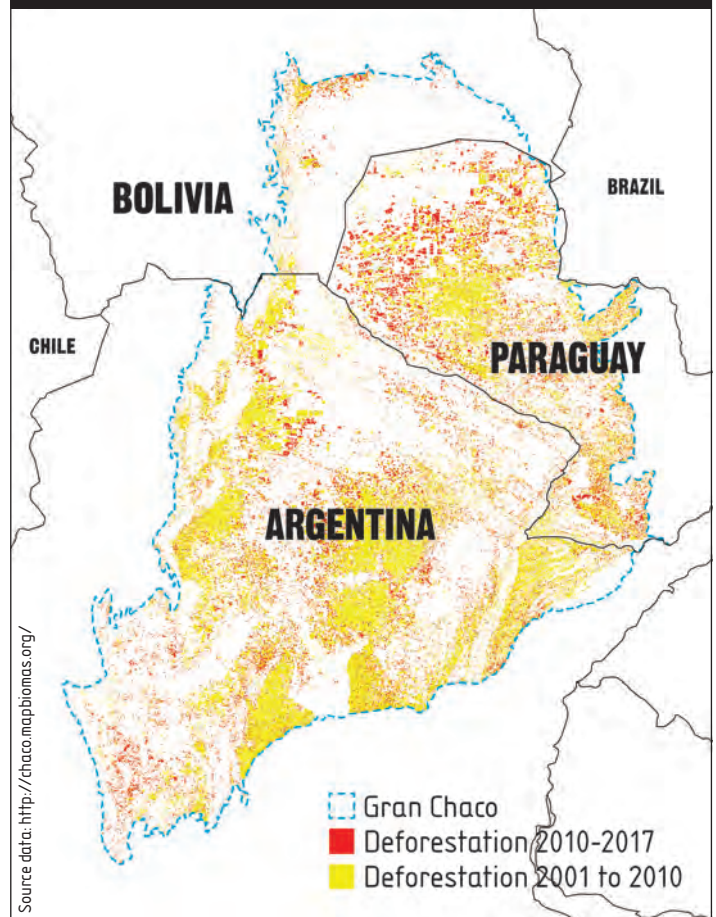 BOLIVIA
BRAZIL
CHILE
PARAGUAY
ARGENTINA
Source data: http://chaco.mapbiomas.org/
Gran Chaco
Deforestation 2010-2017
Deforestation 2001 to 2010